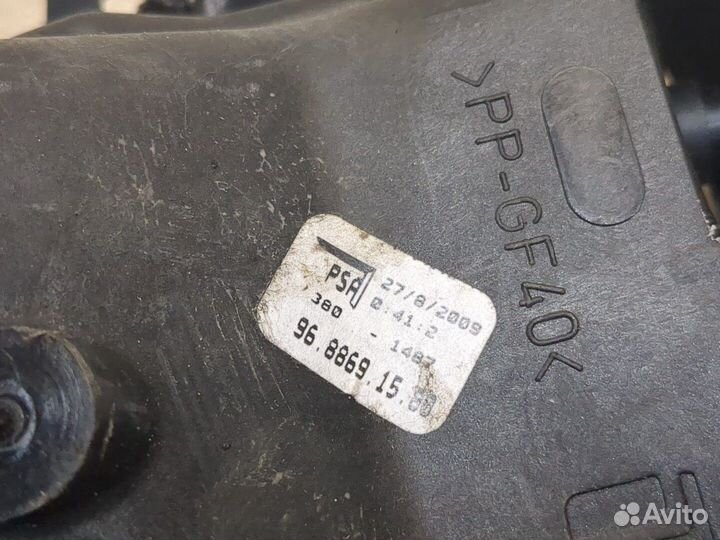 >PP-GF40<
PSA 27/8/2009
380 0:41:2
- 1487
96.8869.15.80
Avito